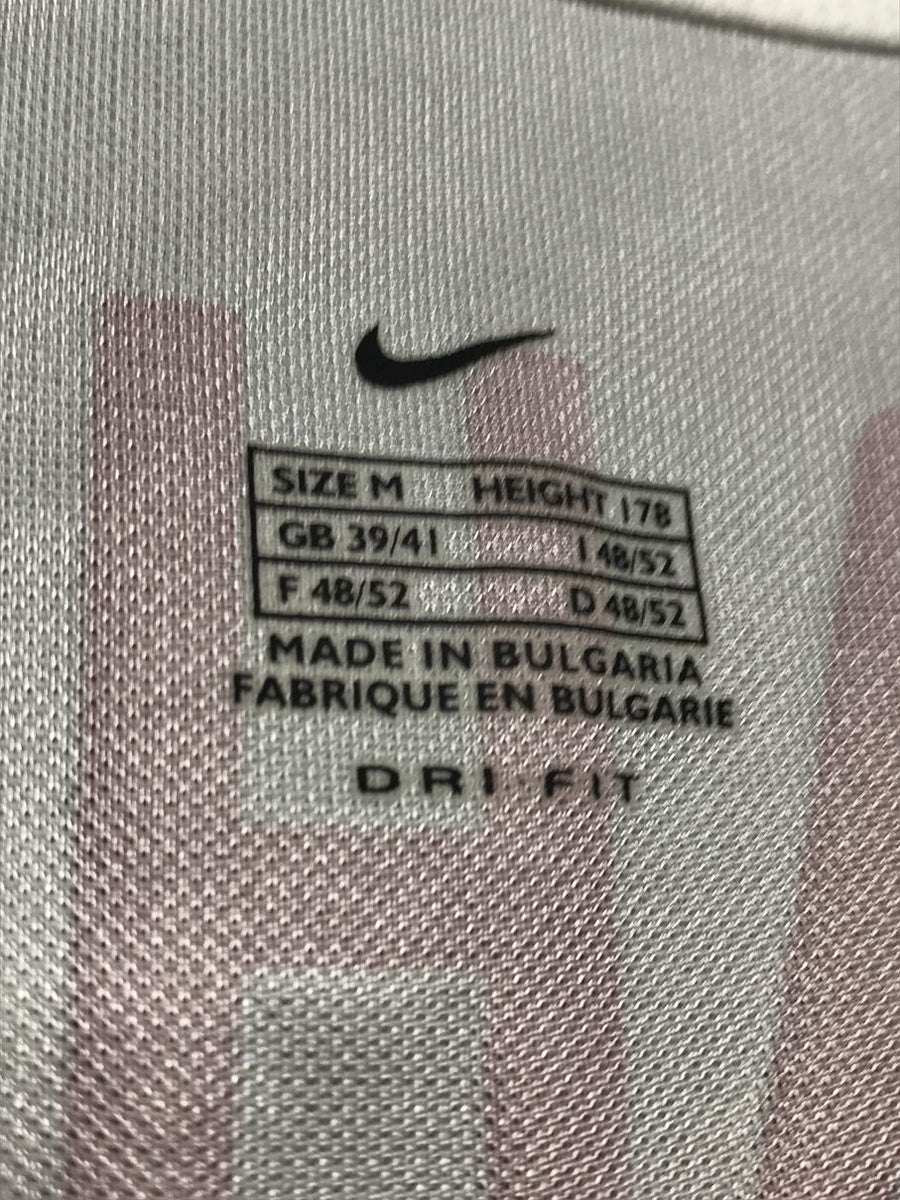 SIZE M HEIGHT 178
GB 39/41 I 48/52
F 48/52 D 48/52
MADE IN BULGARIA
FABRIQUE EN BULGARIE
DRI·FIT